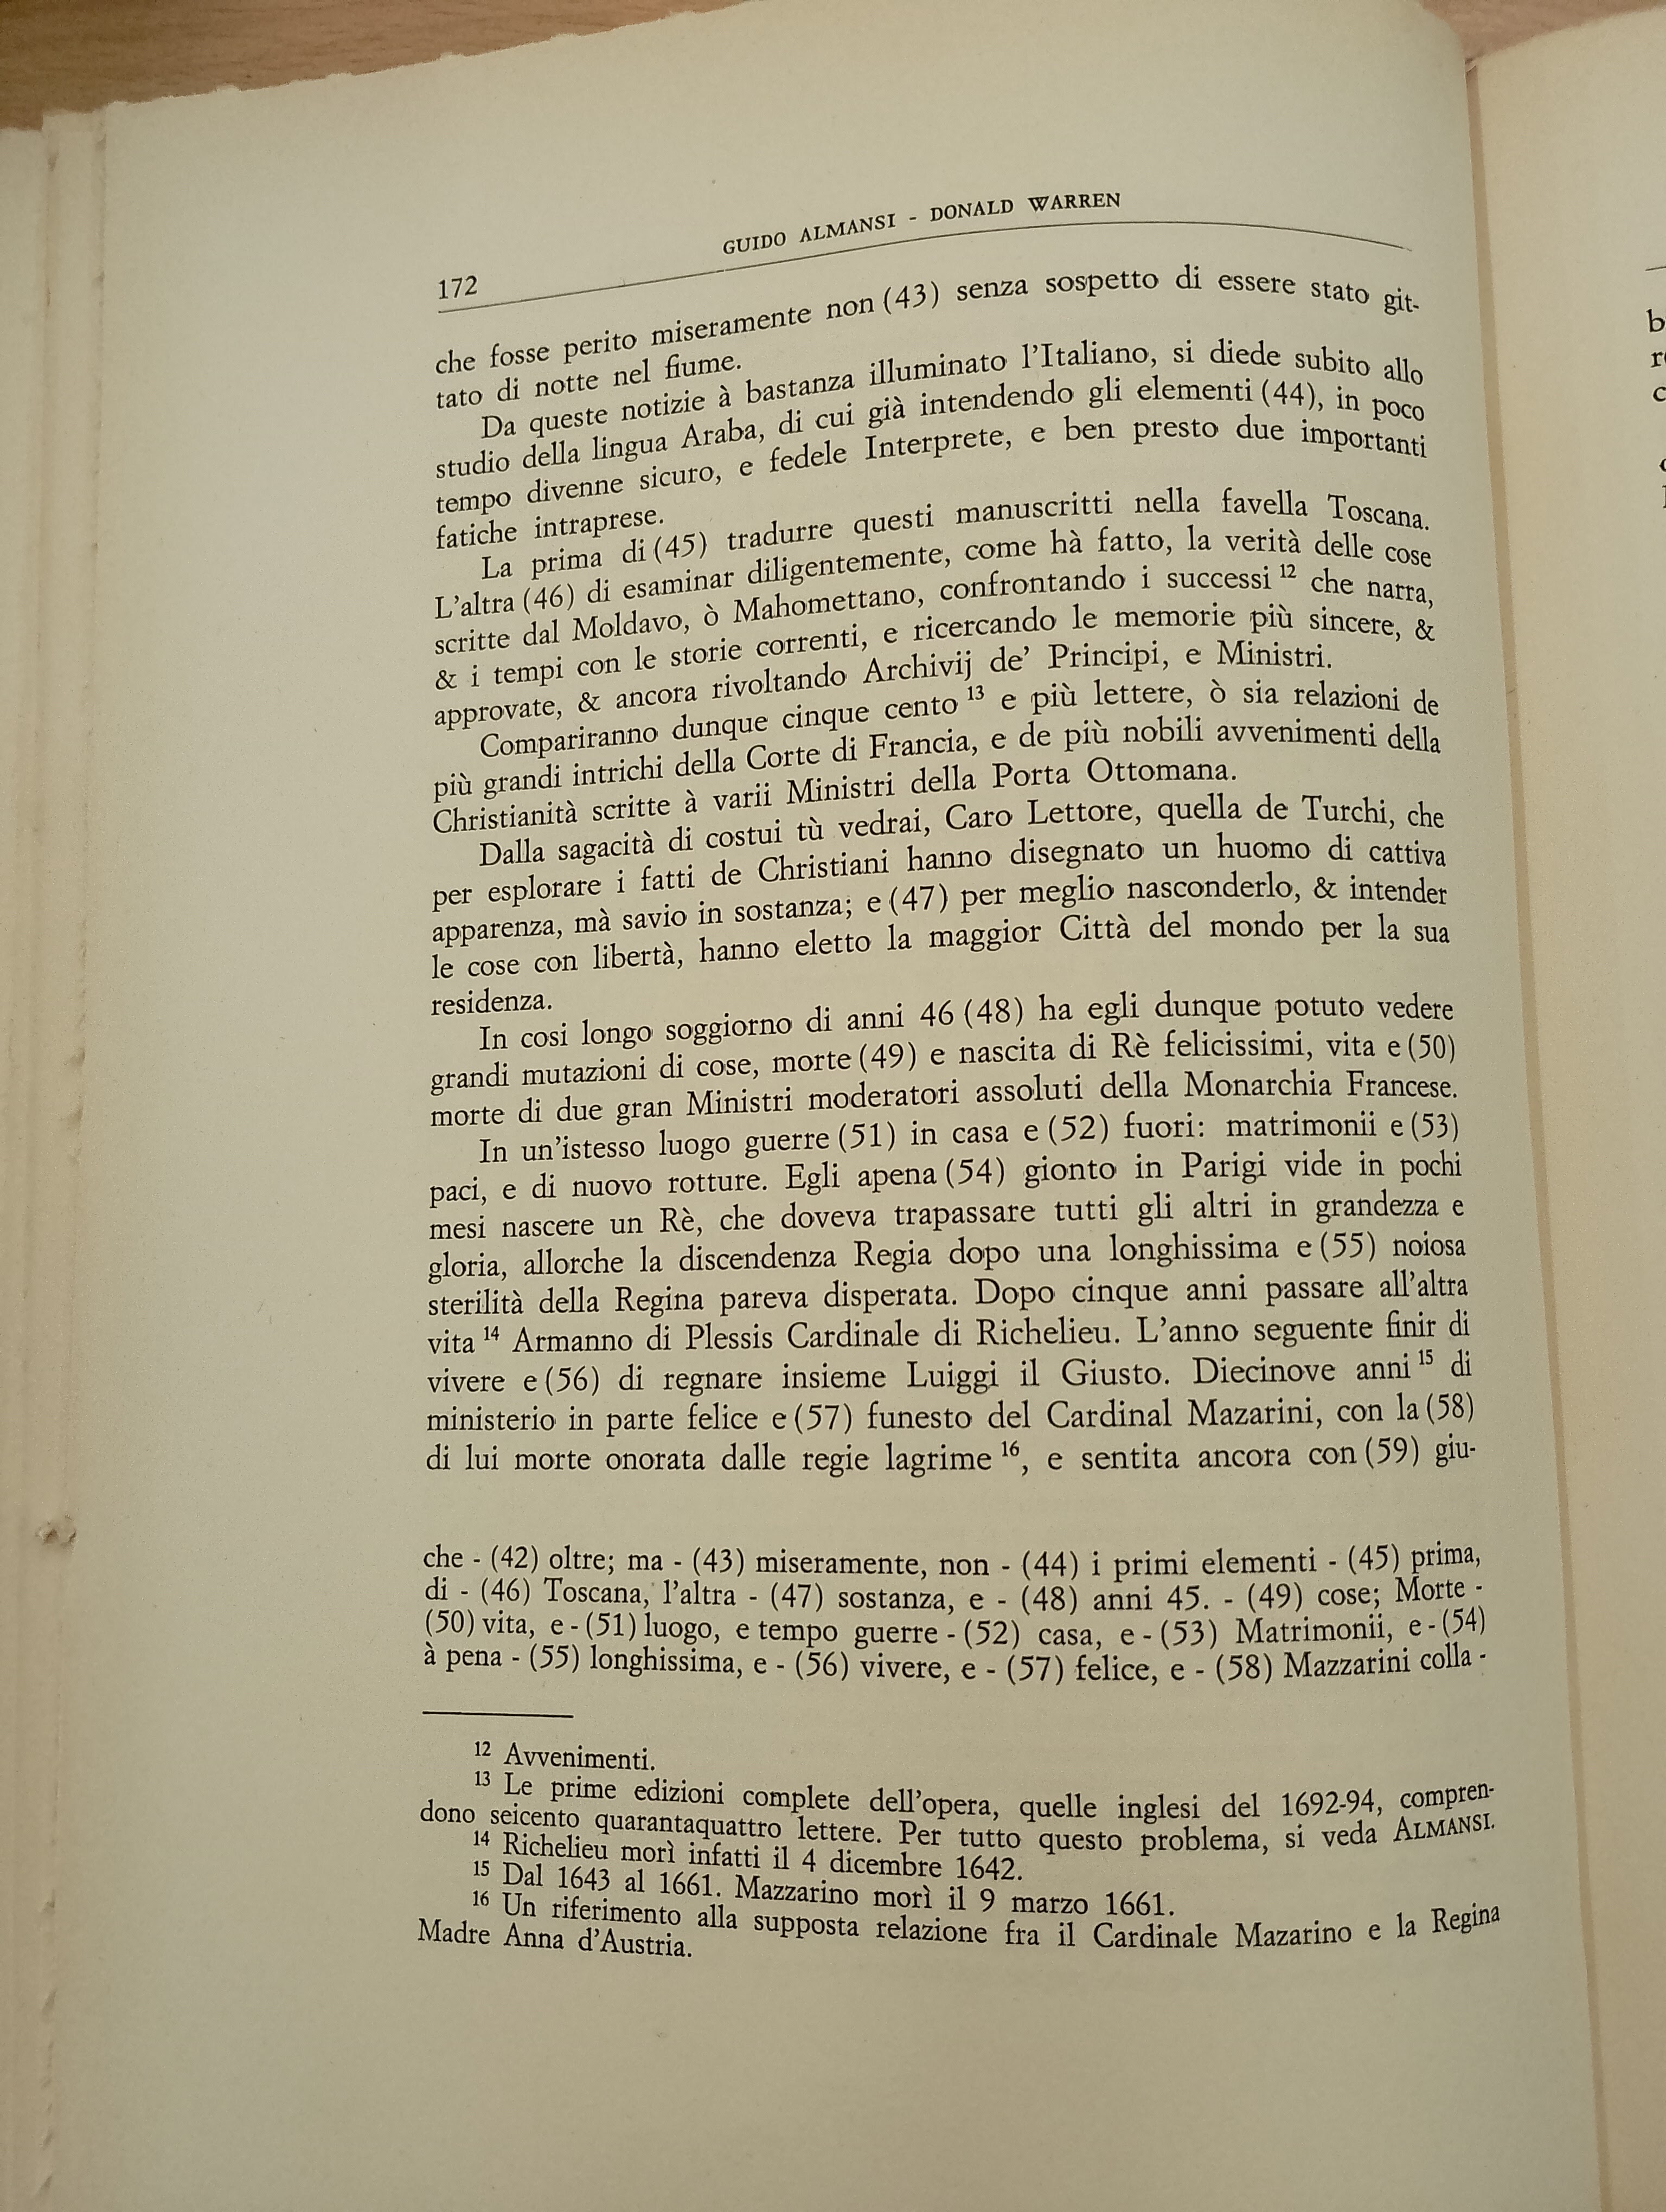 GUIDO ALMANSI - DONALD WARREN
172
che fosse perito miseramente non (43) senza sospetto di essere stato git-
tato di notte nel fiume.
Da queste notizie à bastanza illuminato l'Italiano, si diede subito allo
studio della lingua Araba, di cui già intendendo gli elementi (44), in poco
tempo divenne sicuro, e fedele Interprete, e ben presto due importanti
fatiche intraprese.
La prima di (45) tradurre questi manuscritti nella favella Toscana.
L'altra (46) di esaminar diligentemente, come hà fatto, la verità delle cose
scritte dal Moldavo, ò Mahomettano, confrontando i successi 12 che narra,
& i tempi con le storie correnti, e ricercando le memorie più sincere, &
approvate, & ancora rivoltando Archivij de' Principi, e Ministri.
Compariranno dunque cinque cento 13 e più lettere, ò sia relazioni de
più grandi intrichi della Corte di Francia, e de più nobili avvenimenti della
Christianità scritte à varii Ministri della Porta Ottomana.
Dalla sagacità di costui tù vedrai, Caro Lettore, quella de Turchi, che
per esplorare i fatti de Christiani hanno disegnato un huomo di cattiva
apparenza, mà savio in sostanza; e (47) per meglio nasconderlo, & intender
le cose con libertà, hanno eletto la maggior Città del mondo per la sua
residenza.
In cosi longo soggiorno di anni 46 (48) ha egli dunque potuto vedere
grandi mutazioni di cose, morte (49) e nascita di Rè felicissimi, vita e (50)
morte di due gran Ministri moderatori assoluti della Monarchia Francese.
In un'istesso luogo guerre (51) in casa e (52) fuori: matrimonii e (53)
paci, e di nuovo rotture. Egli apena (54) gionto in Parigi vide in pochi
mesi nascere un Rè, che doveva trapassare tutti gli altri in grandezza e
gloria, allorche la discendenza Regia dopo una longhissima e (55) noiosa
sterilità della Regina pareva disperata. Dopo cinque anni passare all'altra
vita 14 Armanno di Plessis Cardinale di Richelieu. L'anno seguente finir di
vivere e (56) di regnare insieme Luiggi il Giusto. Diecinove anni 15 di
ministerio in parte felice e (57) funesto del Cardinal Mazarini, con la (58)
di lui morte onorata dalle regie lagrime 16, e sentita ancora con (59) giu-
che - (42) oltre; ma - (43) miseramente, non - (44) i primi elementi - (45) prima,
di - (46) Toscana, l'altra - (47) sostanza, e - (48) anni 45. - (49) cose; Morte -
(50) vita, e - (51) luogo, e tempo guerre - (52) casa, e - (53) Matrimonii, e - (54)
à pena - (55) longhissima, e - (56) vivere, e - (57) felice, e - (58) Mazzarini colla -
12 Avvenimenti.
13 Le prime edizioni complete dell'opera, quelle inglesi del 1692-94, compren-
dono seicento quarantaquattro lettere. Per tutto questo problema, si veda ALMANSI.
14 Richelieu morì infatti il 4 dicembre 1642.
15 Dal 1643 al 1661. Mazzarino morì il 9 marzo 1661.
16 Un riferimento alla supposta relazione fra il Cardinale Mazarino e la Regina
Madre Anna d'Austria.